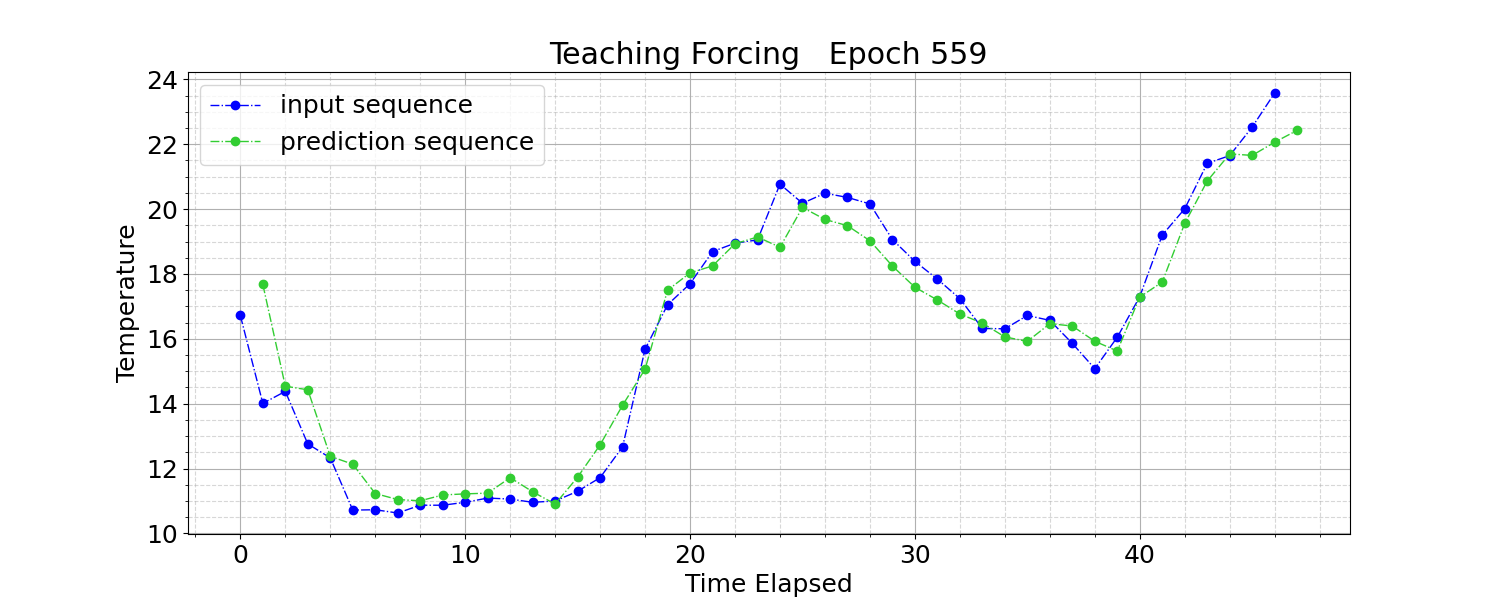 Teaching Forcing   Epoch 559
24
22
20
18
16
14
12
10
Temperature
input sequence
prediction sequence
0 10 20 30 40
Time Elapsed